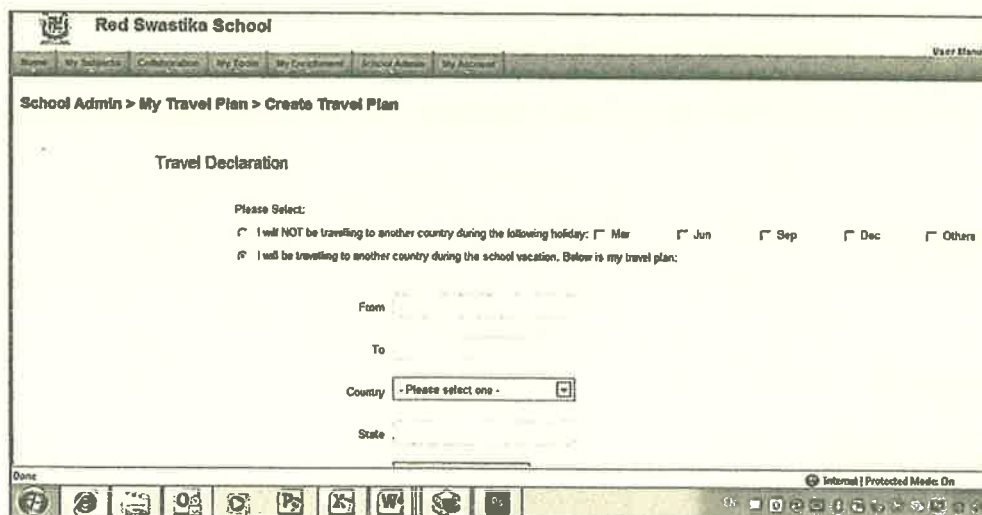 Red Swastika School
User Manu
Home My Subjects Collaboration My Tools My Enrichment School Admin My Account
School Admin > My Travel Plan > Create Travel Plan
Travel Declaration
Please Select:
I will NOT be travelling to another country during the following holiday: Mar Jun Sep Dec Others
I will be travelling to another country during the school vacation. Below is my travel plan:
From
To
Country - Please select one -
State
Done
Internet | Protected Mode: On
EN